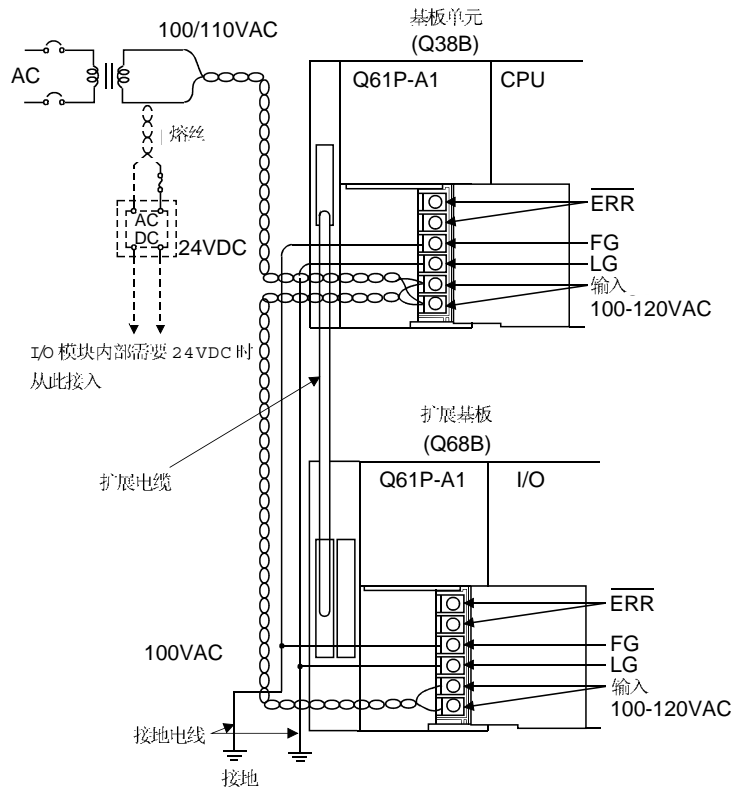 基板单元
(Q38B)
100/110VAC
AC
Q61P-A1
CPU
熔丝
AC
DC
24VDC
ERR
FG
LG
输入
100-120VAC
I/O 模块内部需要 24VDC 时
从此接入
扩展基板
(Q68B)
扩展电缆
Q61P-A1
I/O
ERR
100VAC
FG
LG
输入
100-120VAC
接地电线
接地